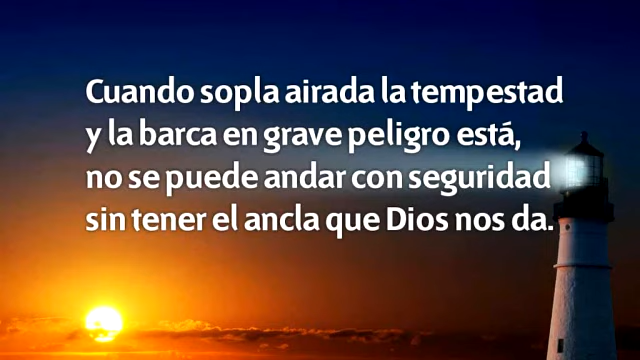 Cuando sopla airada la tempestad
y la barca en grave peligro está,
no se puede andar con seguridad
sin tener el ancla que Dios nos da.